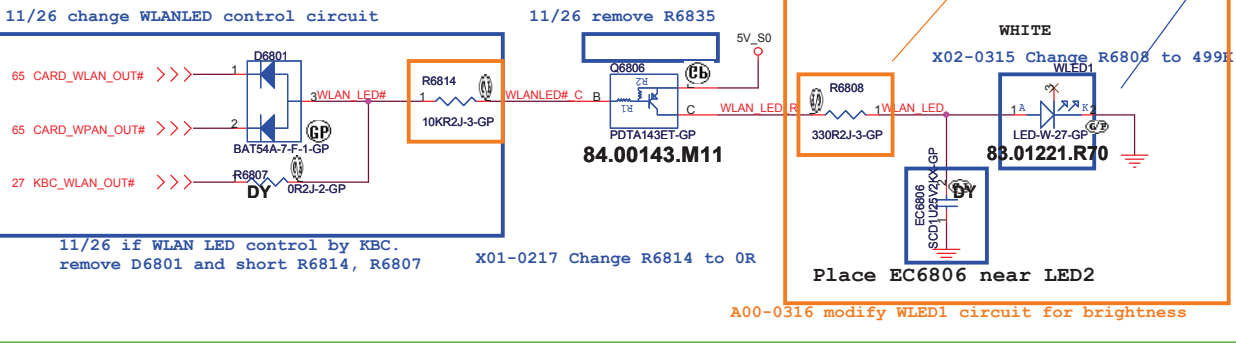 11/26 change WLANLED control circuit
11/26 remove R6835
WHITE
X02-0315 Change R6808 to 499R
5V_S0
D6801
WLED1
Q6806
R2
65 CARD_WLAN_OUT#
1
R6814
R6808
3
WLAN_LED#
1
WLANLED#_C
B
R1
E
C
WLAN_LED_R
1
WLAN_LED
1
A
K
2
3
10KR2J-3-GP
PDTA143ET-GP
330R2J-3-GP
LED-W-27-GP
65 CARD_WPAN_OUT#
2
BAT54A-7-F-1-GP
84.00143.M11
83.01221.R70
27 KBC_WLAN_OUT#
R6807
DY
0R2J-2-GP
EC6806
SCD1U25V2KX-GP
DY
2
1
11/26 if WLAN LED control by KBC.
remove D6801 and short R6814, R6807
X01-0217 Change R6814 to 0R
Place EC6806 near LED2
A00-0316 modify WLED1 circuit for brightness